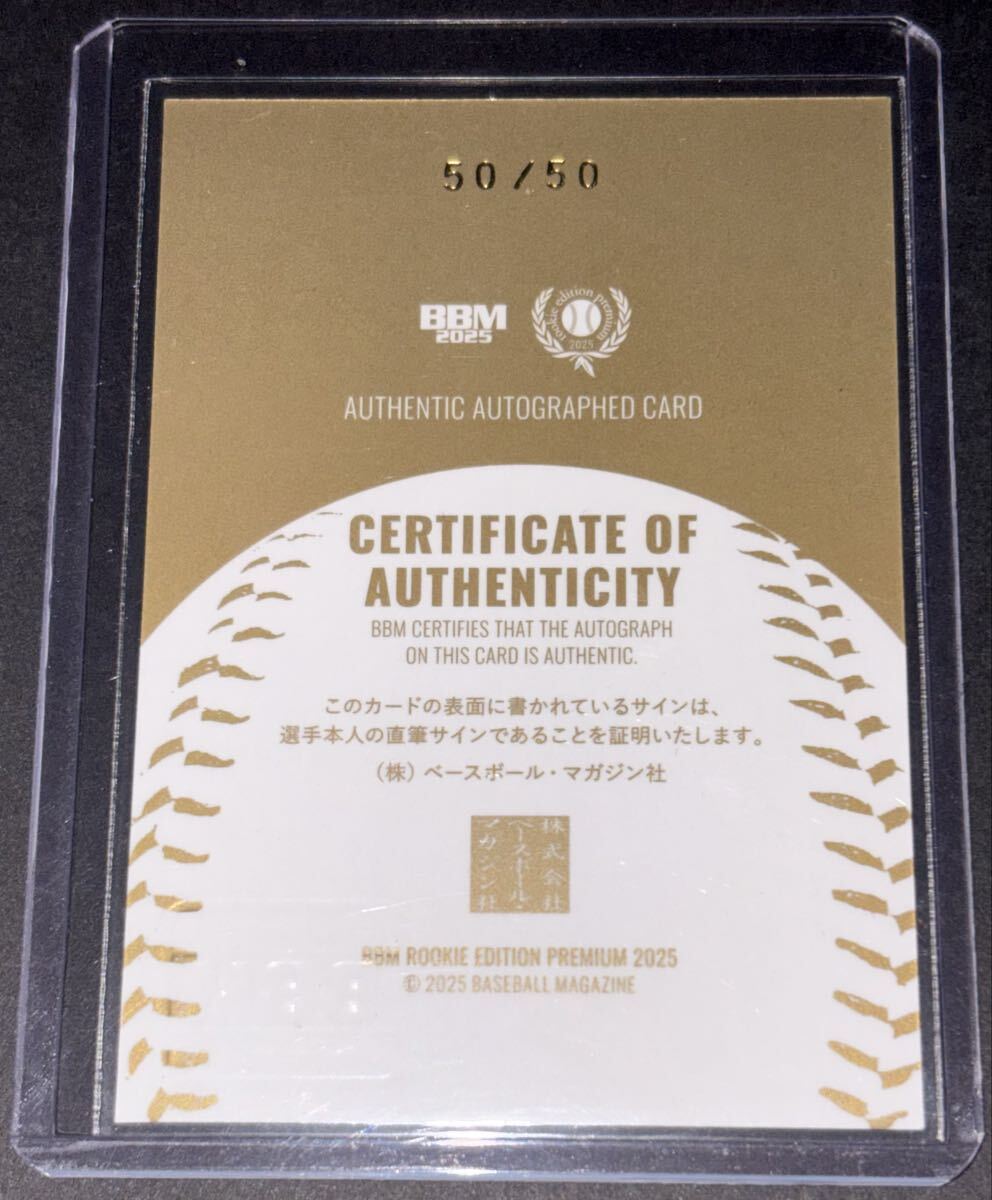 50/50
BBM
2025
rookie edition premium
2025
AUTHENTIC AUTOGRAPHED CARD
CERTIFICATE OF
AUTHENTICITY
BBM CERTIFIES THAT THE AUTOGRAPH
ON THIS CARD IS AUTHENTIC.
このカードの表面に書かれているサインは、
選手本人の直筆サインであることを証明いたします。
(株)ベースボール・マガジン社
株式会社
ベースボール・
マガジン社
BBM ROOKIE EDITION PREMIUM 2025
© 2025 BASEBALL MAGAZINE